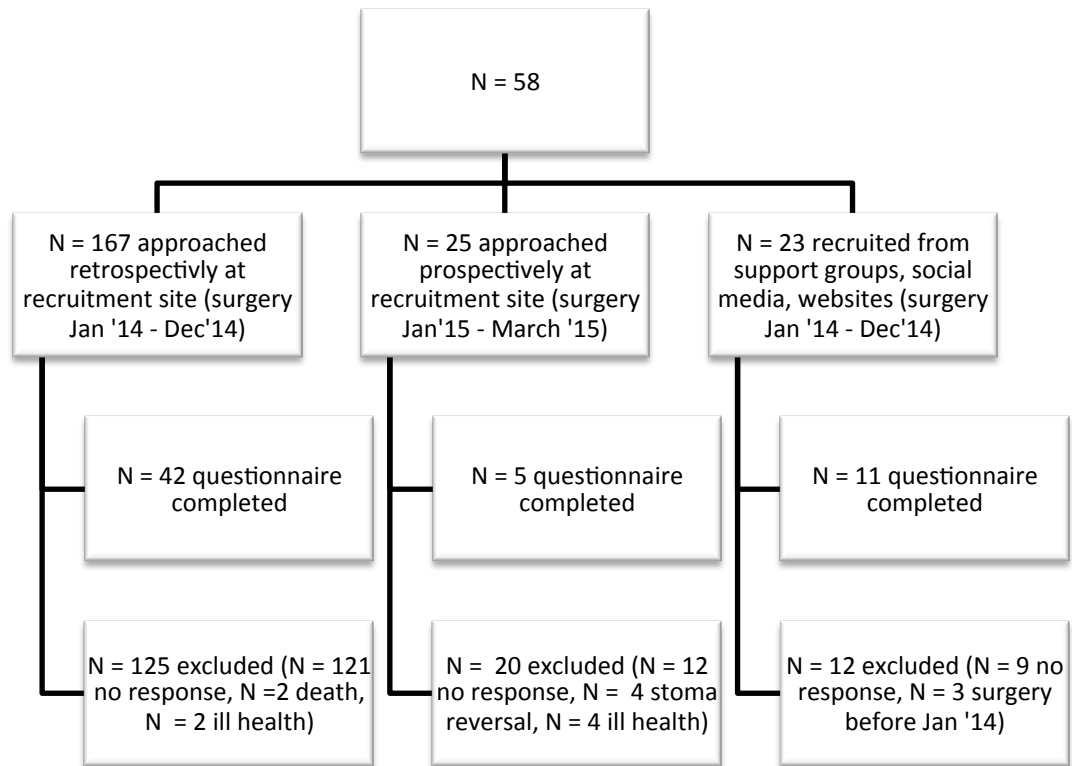 N = 58
N = 167 approached
retrospectivly at
recruitment site (surgery
Jan '14 - Dec'14)
N = 25 approached
prospectively at
recruitment site (surgery
Jan'15 - March '15)
N = 23 recruited from
support groups, social
media, websites (surgery
Jan '14 - Dec'14)
N = 42 questionnaire
completed
N = 5 questionnaire
completed
N = 11 questionnaire
completed
N = 125 excluded (N = 121
no response, N =2 death,
N = 2 ill health)
N = 20 excluded (N = 12
no response, N = 4 stoma
reversal, N = 4 ill health)
N = 12 excluded (N = 9 no
response, N = 3 surgery
before Jan '14)